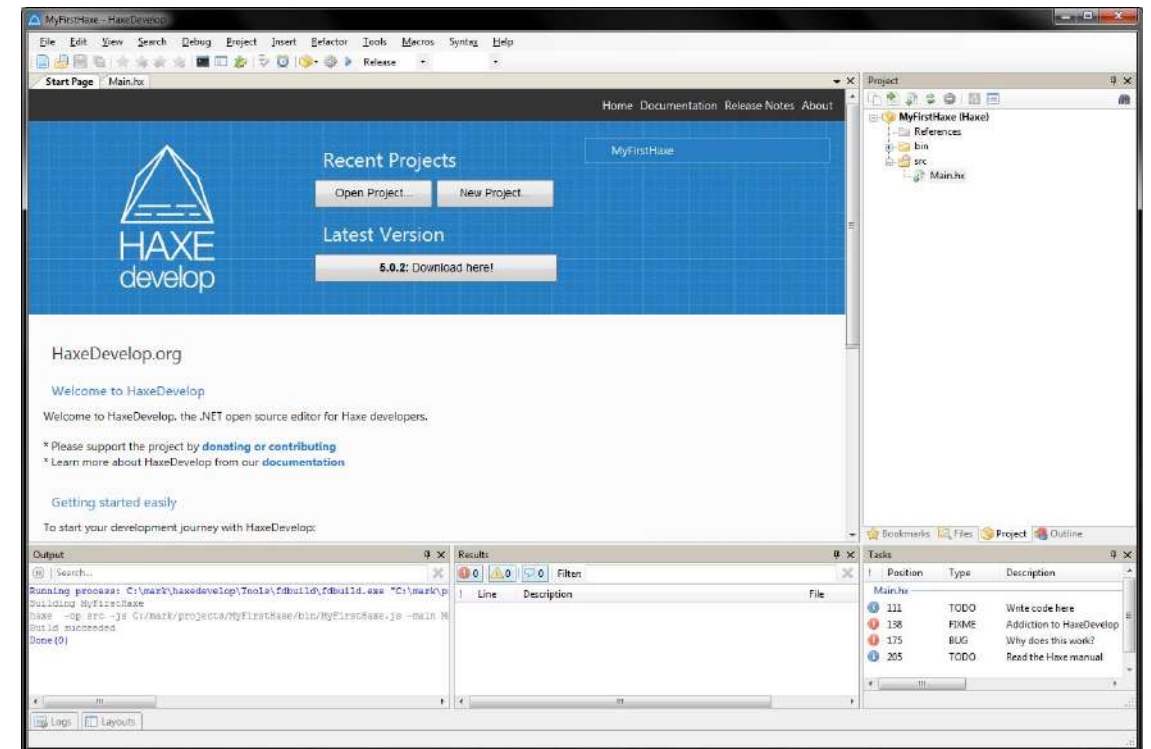 MyFirstHaxe - HaxeDevelop
File Edit View Search Debug Project Insert Refactor Tools Macros Syntax Help
Release
Start Page Main.hx
Home Documentation Release Notes About
HAXE
develop
Recent Projects
Open Project... New Project...
Latest Version
5.0.2: Download here!
MyFirstHaxe
HaxeDevelop.org
Welcome to HaxeDevelop
Welcome to HaxeDevelop, the .NET open source editor for Haxe developers.
* Please support the project by donating or contributing
* Learn more about HaxeDevelop from our documentation
Getting started easily
To start your development journey with HaxeDevelop:
Project
MyFirstHaxe (Haxe)
References
bin
src
Main.hx
Bookmarks Files Project Outline
Output
Search...
Running process: C:\mark\haxedevelop\Tools\fdbuild\fdbuild.exe "C:\mark\p
Building MyFirstHaxe
haxe -cp src -js C:/mark/projects/MyFirstHaxe/bin/MyFirstHaxe.js -main M
Build succeeded
Done(0)
Results
0 0 0 Filter:
! Line Description File
Tasks
! Position Type Description
Main.hx
111 TODO Write code here
138 FIXME Addiction to HaxeDevelop
175 BUG Why does this work?
205 TODO Read the Haxe manual
Logs Layouts